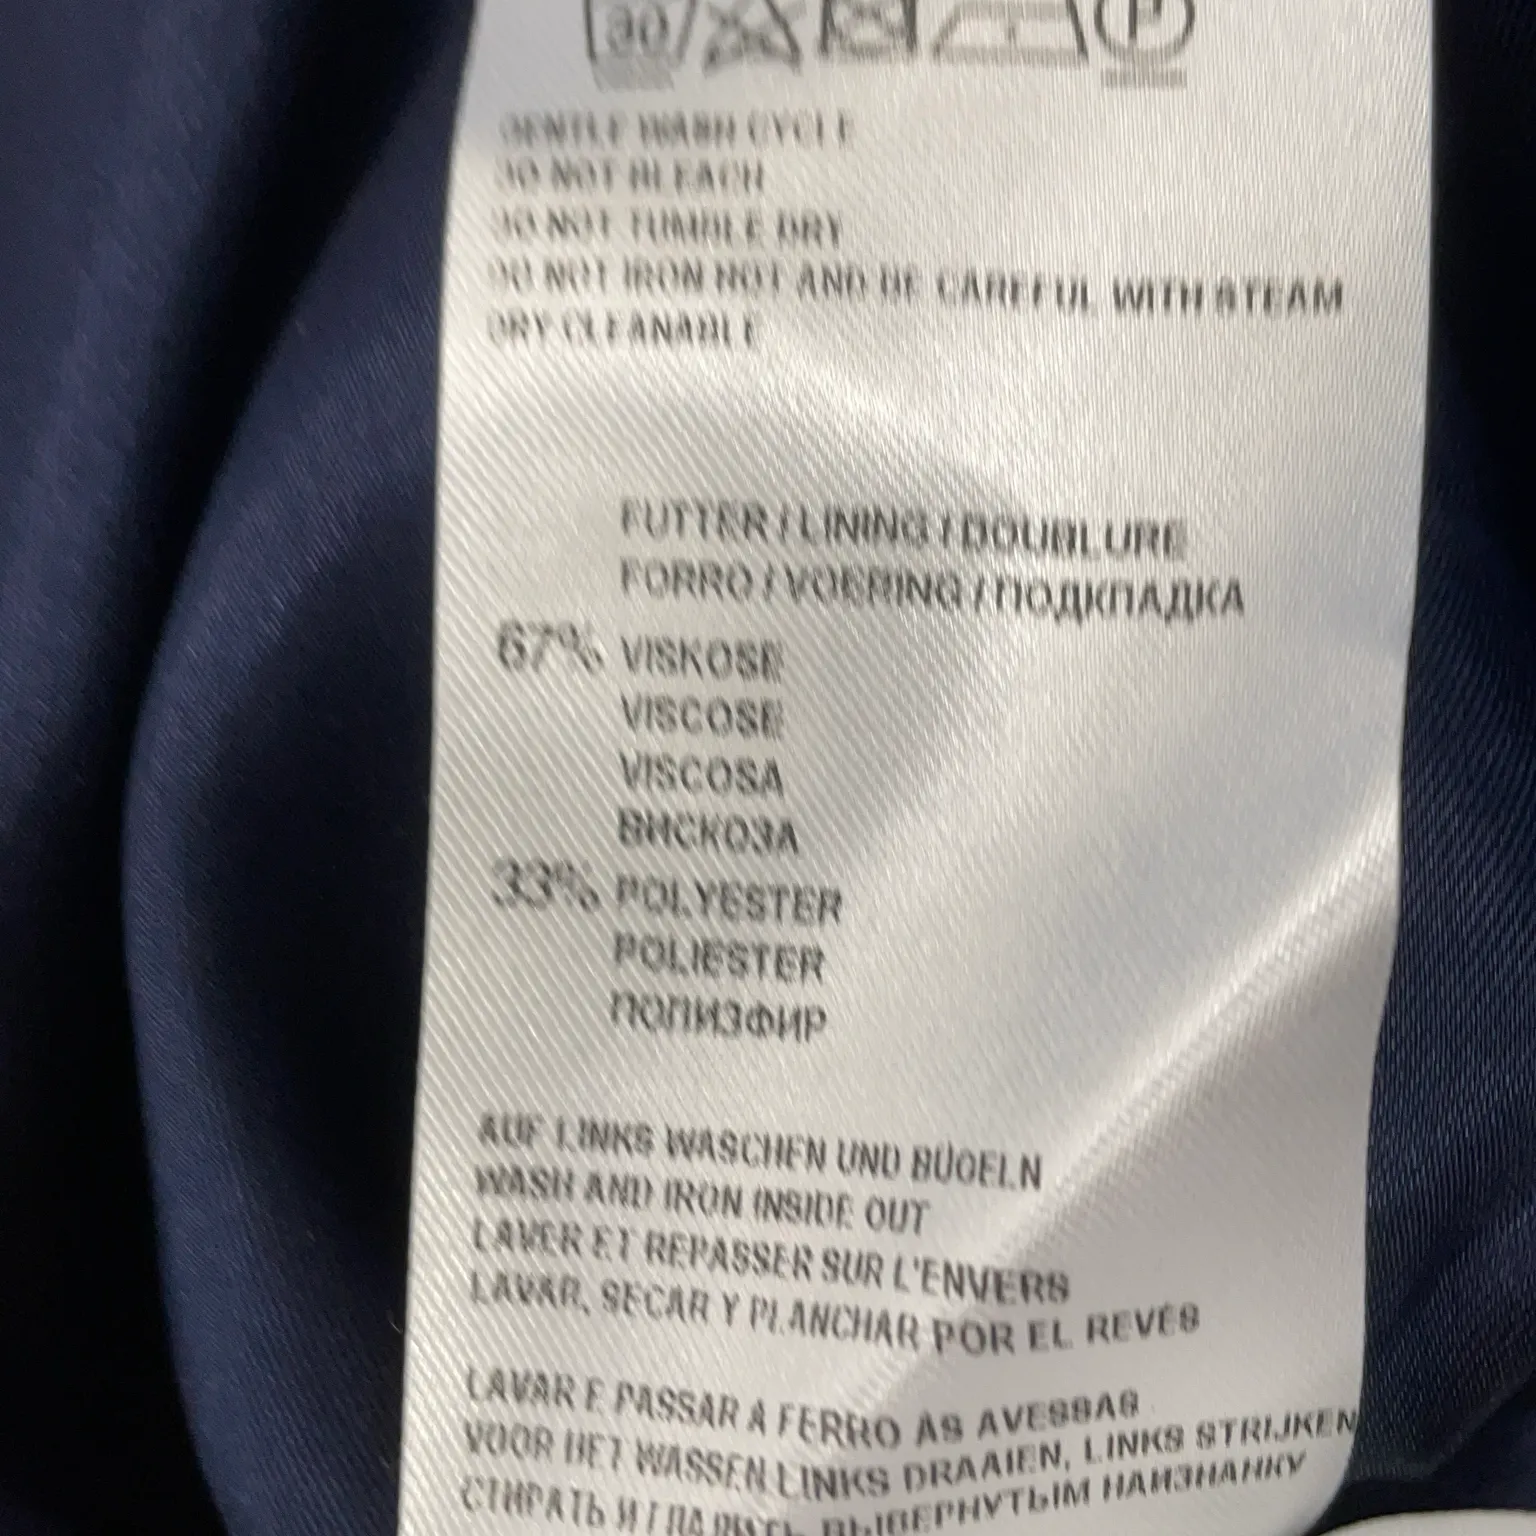 30 P
GENTLE WASH CYCLE
DO NOT BLEACH
DO NOT TUMBLE DRY
DO NOT IRON HOT AND BE CAREFUL WITH STEAM
DRY CLEANABLE
FUTTER / LINING / DOUBLURE
FORRO / VOERING / ПОДКПАДКА
67% VISKOSE
VISCOSE
VISCOSA
ВИСКОЗА
33% POLYESTER
POLIESTER
ПОПИЗФИР
AUF LINKS WASCHEN UND BÜGELN
WASH AND IRON INSIDE OUT
LAVER ET REPASSER SUR L'ENVERS
LAVAR, SECAR Y PLANCHAR POR EL REVÉS
LAVAR E PASSAR A FERRO ÀS AVESSAS
VOOR HET WASSEN LINKS DRAAIEN, LINKS STRIJKEN
СТИРАТЬ И ГЛАДИТЬ ВЫВЕРНУТЫМ НАИЗНАНКУ